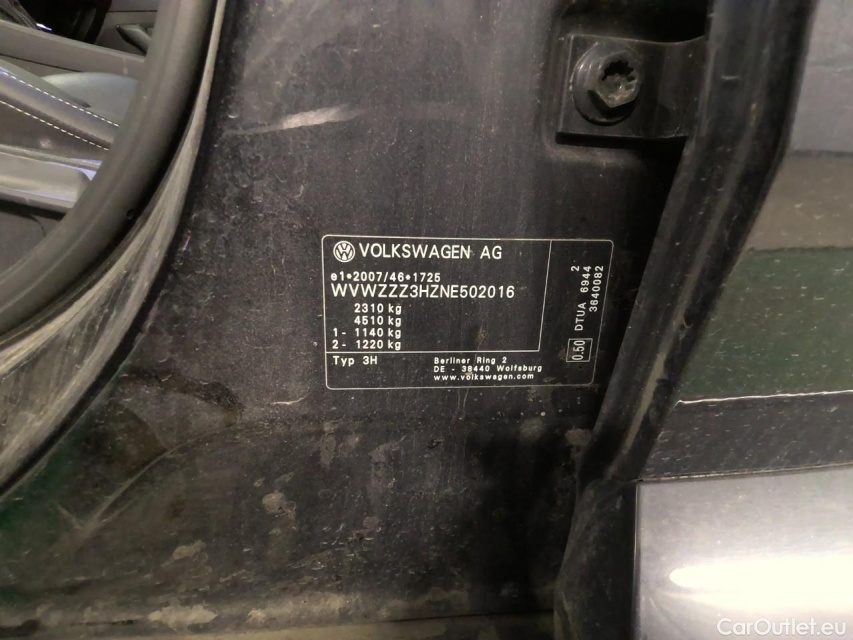 VOLKSWAGEN AG
e1*2007/46*1725
WVWZZZ3HZNE502016
2310 kg
4510 kg
1 - 1140 kg
2 - 1220 kg
Typ 3H
Berliner Ring 2
DE - 38440 Wolfsburg
www.volkswagen.com
0.50
DTUA 6944 2
3640082
CarOutlet.eu